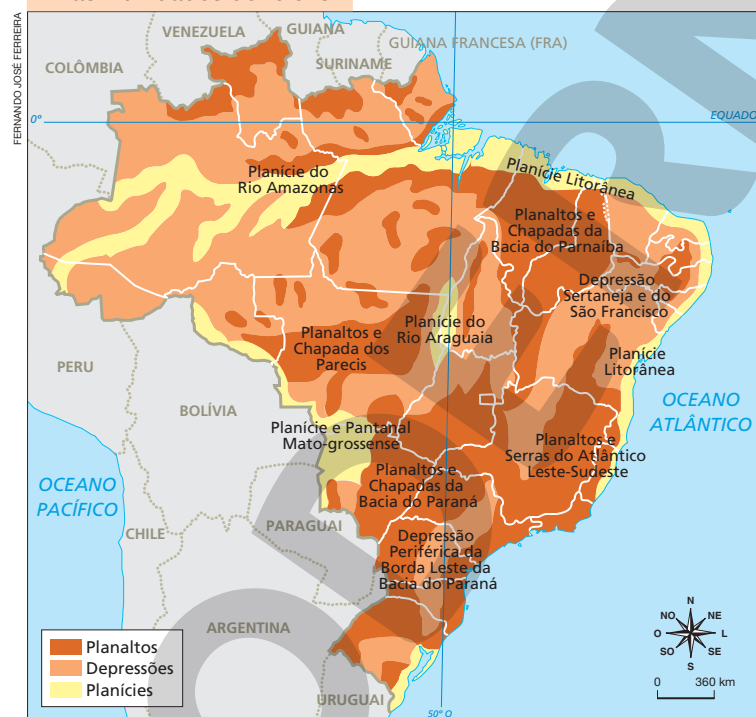 FERNANDO JOSÉ FERREIRA
VENEZUELA
GUIANA
GUIANA FRANCESA (FRA)
SURINAME
COLÔMBIA
0°
EQUADO
Planície do
Rio Amazonas
Planície Litorânea
Planaltos e
Chapadas da
Bacia do Parnaíba
Depressão
Sertaneja e do
São Francisco
Planaltos e
Chapada dos
Parecis
Planície do
Rio Araguaia
Planície
Litorânea
PERU
BOLÍVIA
OCEANO
ATLÂNTICO
Planície e Pantanal
Mato-grossense
Planaltos e
Serras do Atlântico
Leste-Sudeste
Planaltos e
Chapadas da
Bacia do Paraná
OCEANO
PACÍFICO
PARAGUAI
CHILE
Depressão
Periférica da
Borda Leste da
Bacia do Paraná
ARGENTINA
N
NO
NE
O
L
SO
SE
S
Planaltos
Depressões
Planícies
0 360 km
URUGUAI
50° O